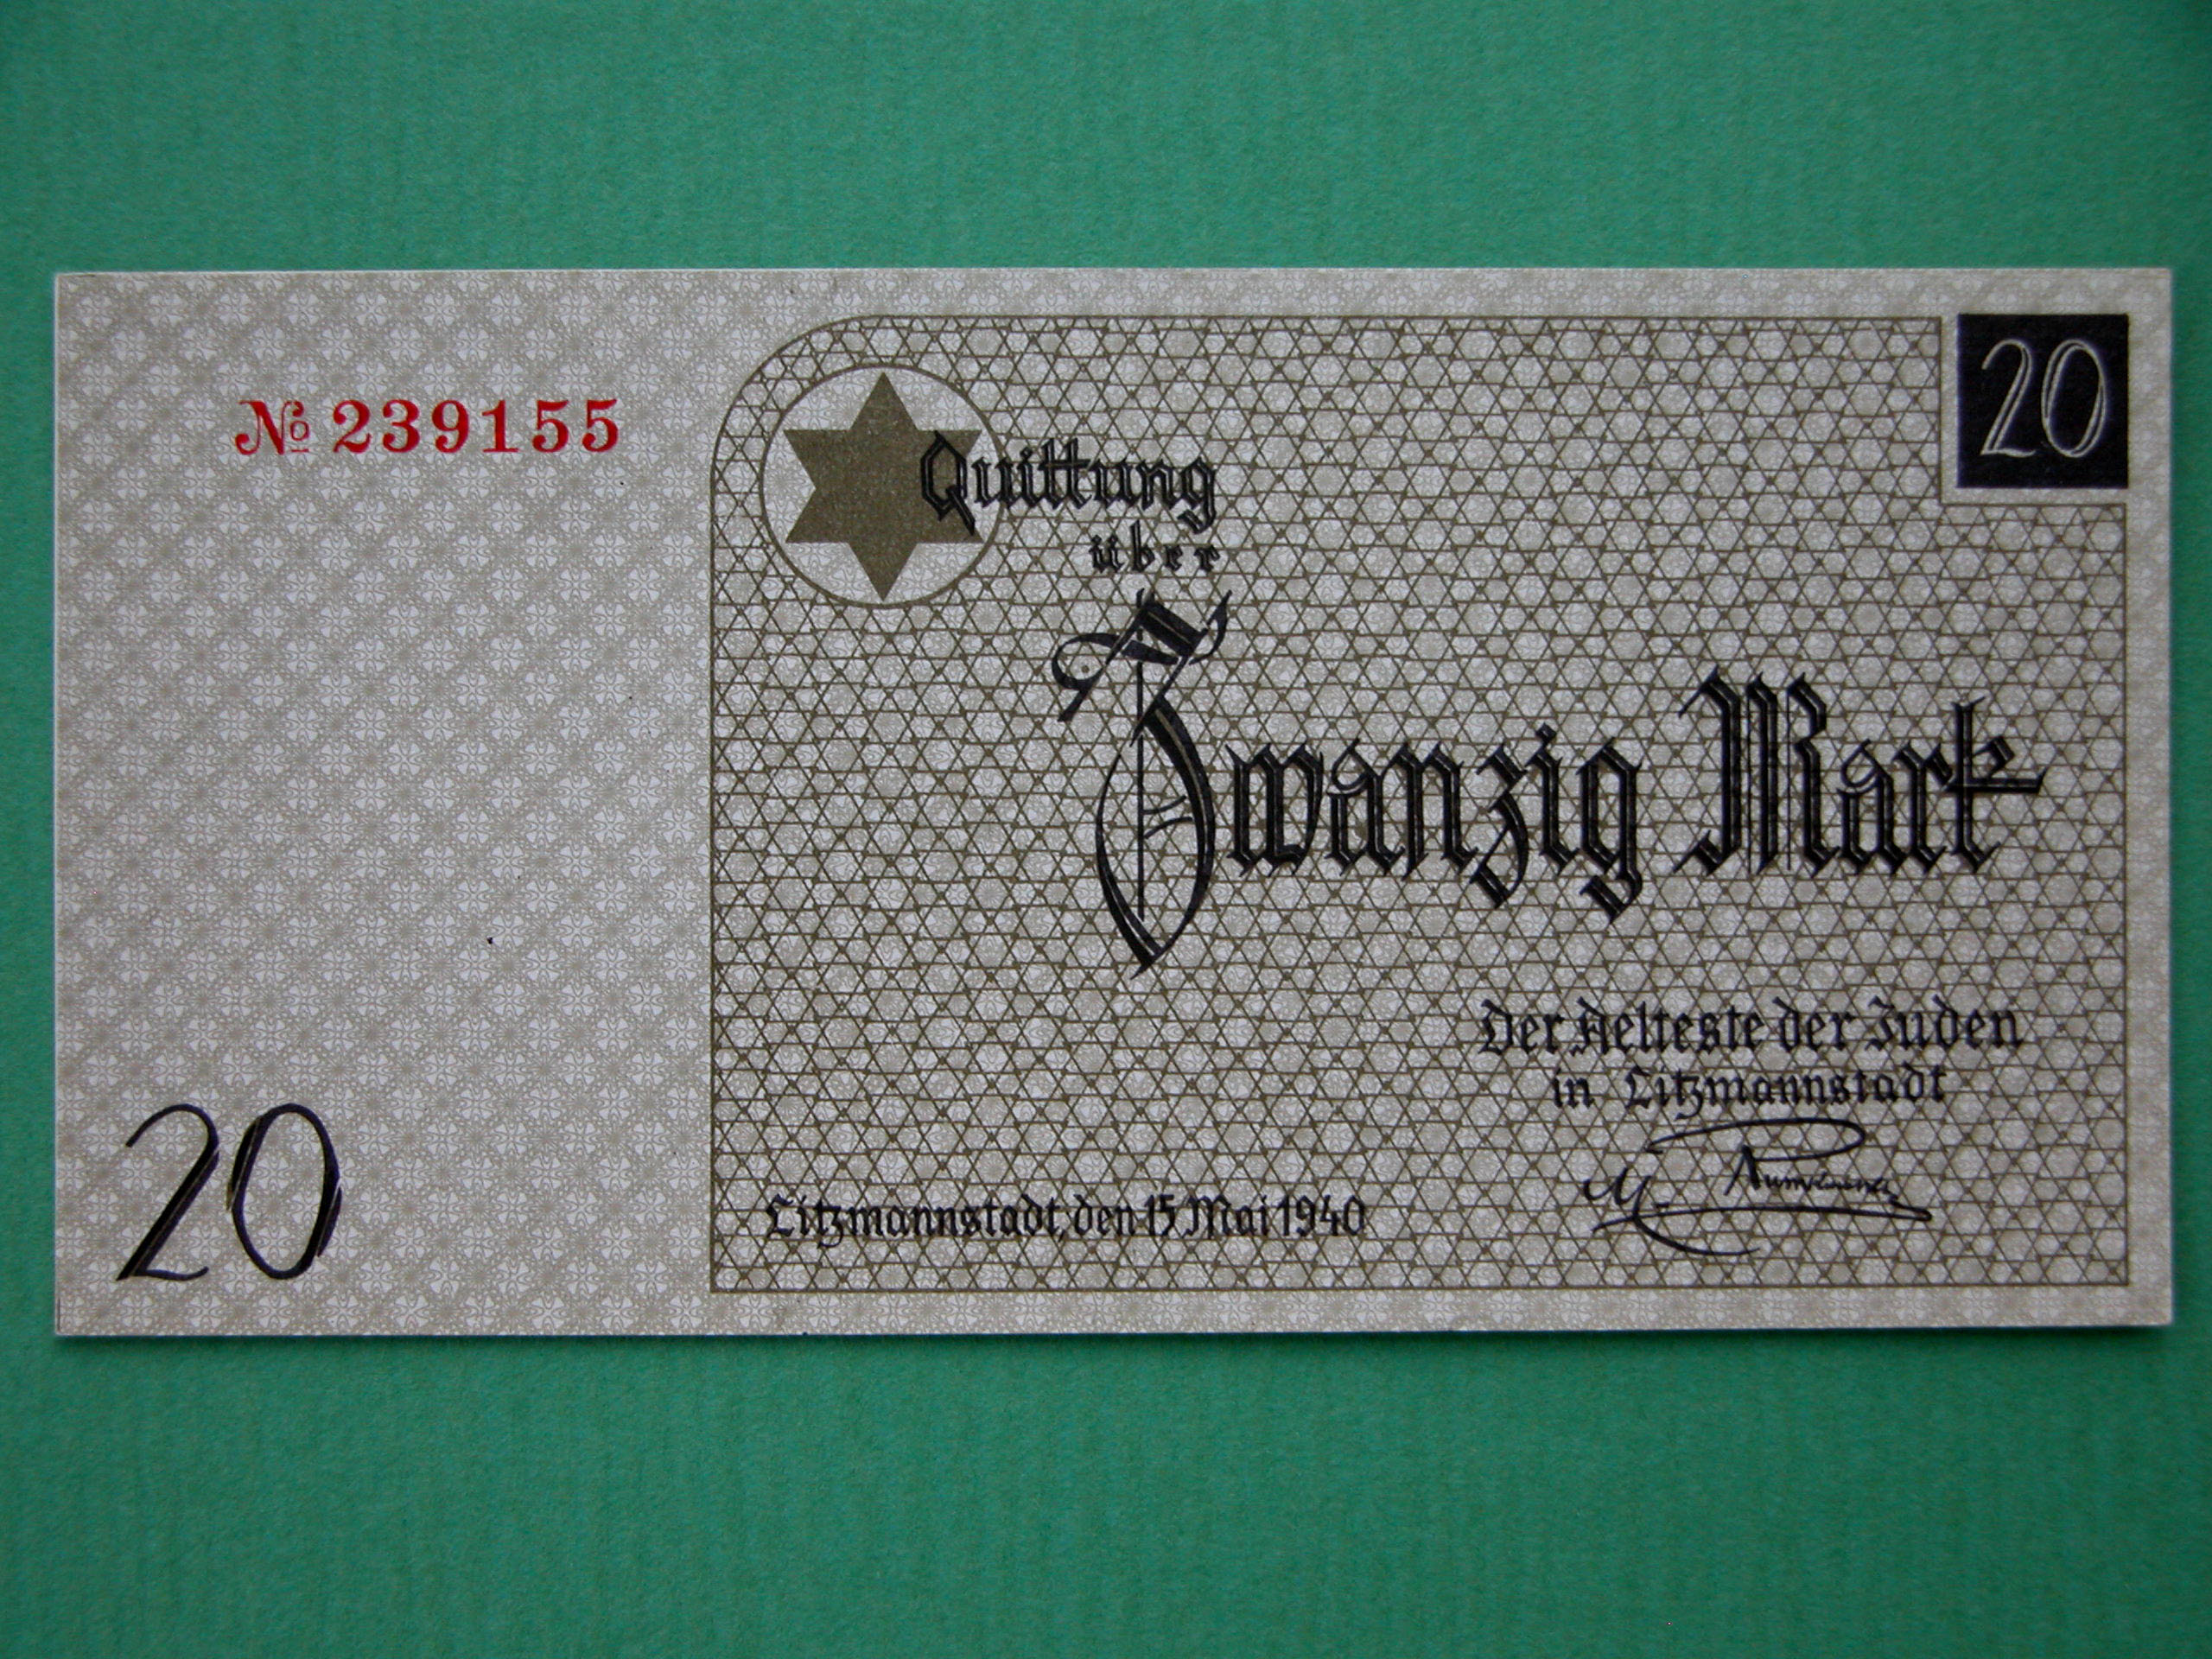 № 239155
20
Quittung
über
Zwanzig Mark
Der Aelteste der Juden
in Litzmannstadt
M. Rumkowski
Litzmannstadt, den 15 Mai 1940
20